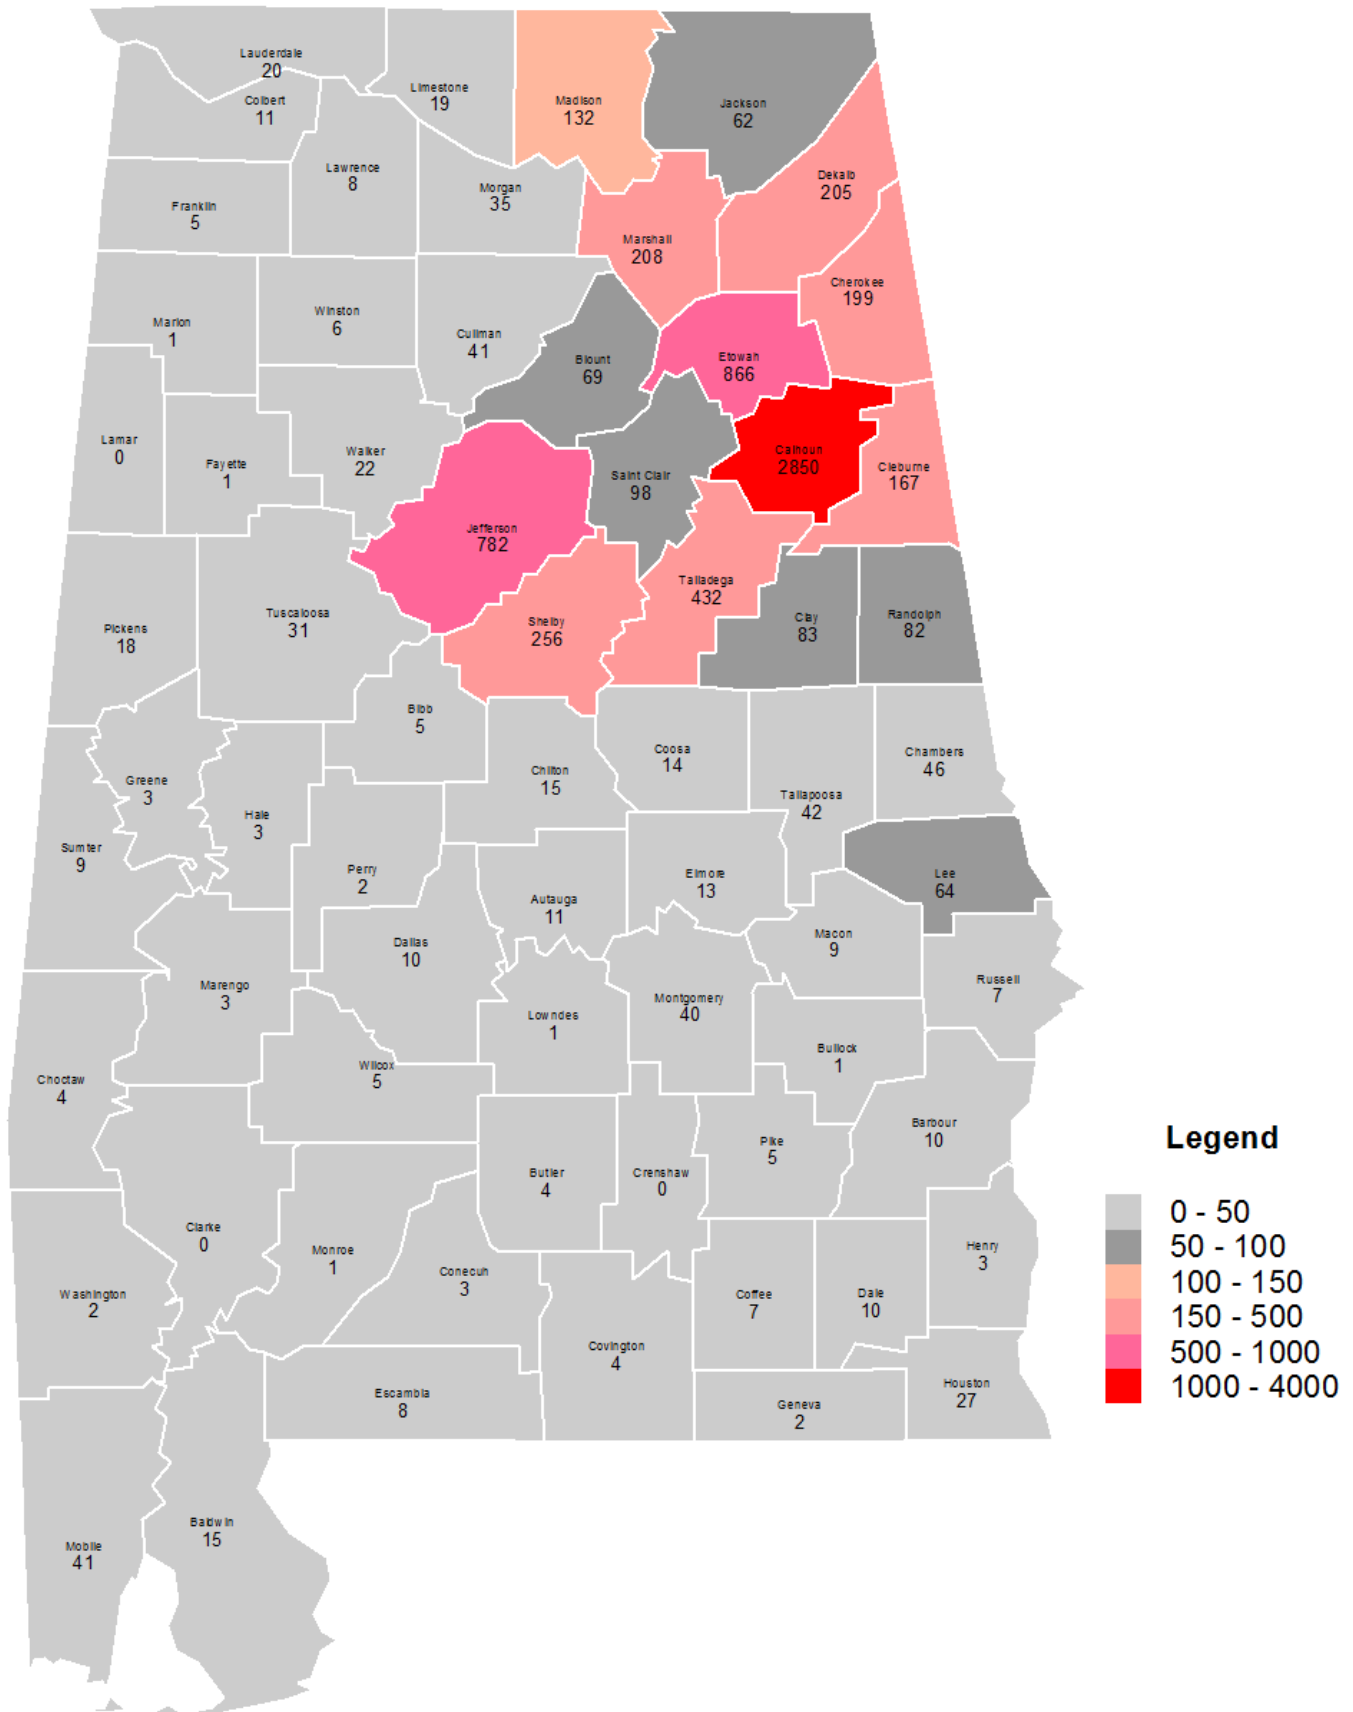 Lauderdale
20
Colbert
11
Limestone
19
Madison
132
Jackson
62
Lawrence
8
Franklin
5
Morgan
35
Dekalb
205
Marshall
208
Cherokee
199
Marion
1
Winston
6
Cullman
41
Blount
69
Etowah
866
Lamar
0
Fayette
1
Walker
22
Saint Clair
98
Calhoun
2850
Cleburne
167
Jefferson
782
Talladega
432
Pickens
18
Tuscaloosa
31
Shelby
256
Clay
83
Randolph
82
Bibb
5
Greene
3
Hale
3
Chilton
15
Coosa
14
Tallapoosa
42
Chambers
46
Sumter
9
Perry
2
Autauga
11
Elmore
13
Lee
64
Dallas
10
Macon
9
Marengo
3
Lowndes
1
Montgomery
40
Russell
7
Bullock
1
Choctaw
4
Wilcox
5
Butler
4
Crenshaw
0
Pike
5
Barbour
10
Clarke
0
Monroe
1
Conecuh
3
Henry
3
Washington
2
Coffee
7
Dale
10
Covington
4
Escambia
8
Geneva
2
Houston
27
Mobile
41
Baldwin
15
Legend
0 - 50
50 - 100
100 - 150
150 - 500
500 - 1000
1000 - 4000